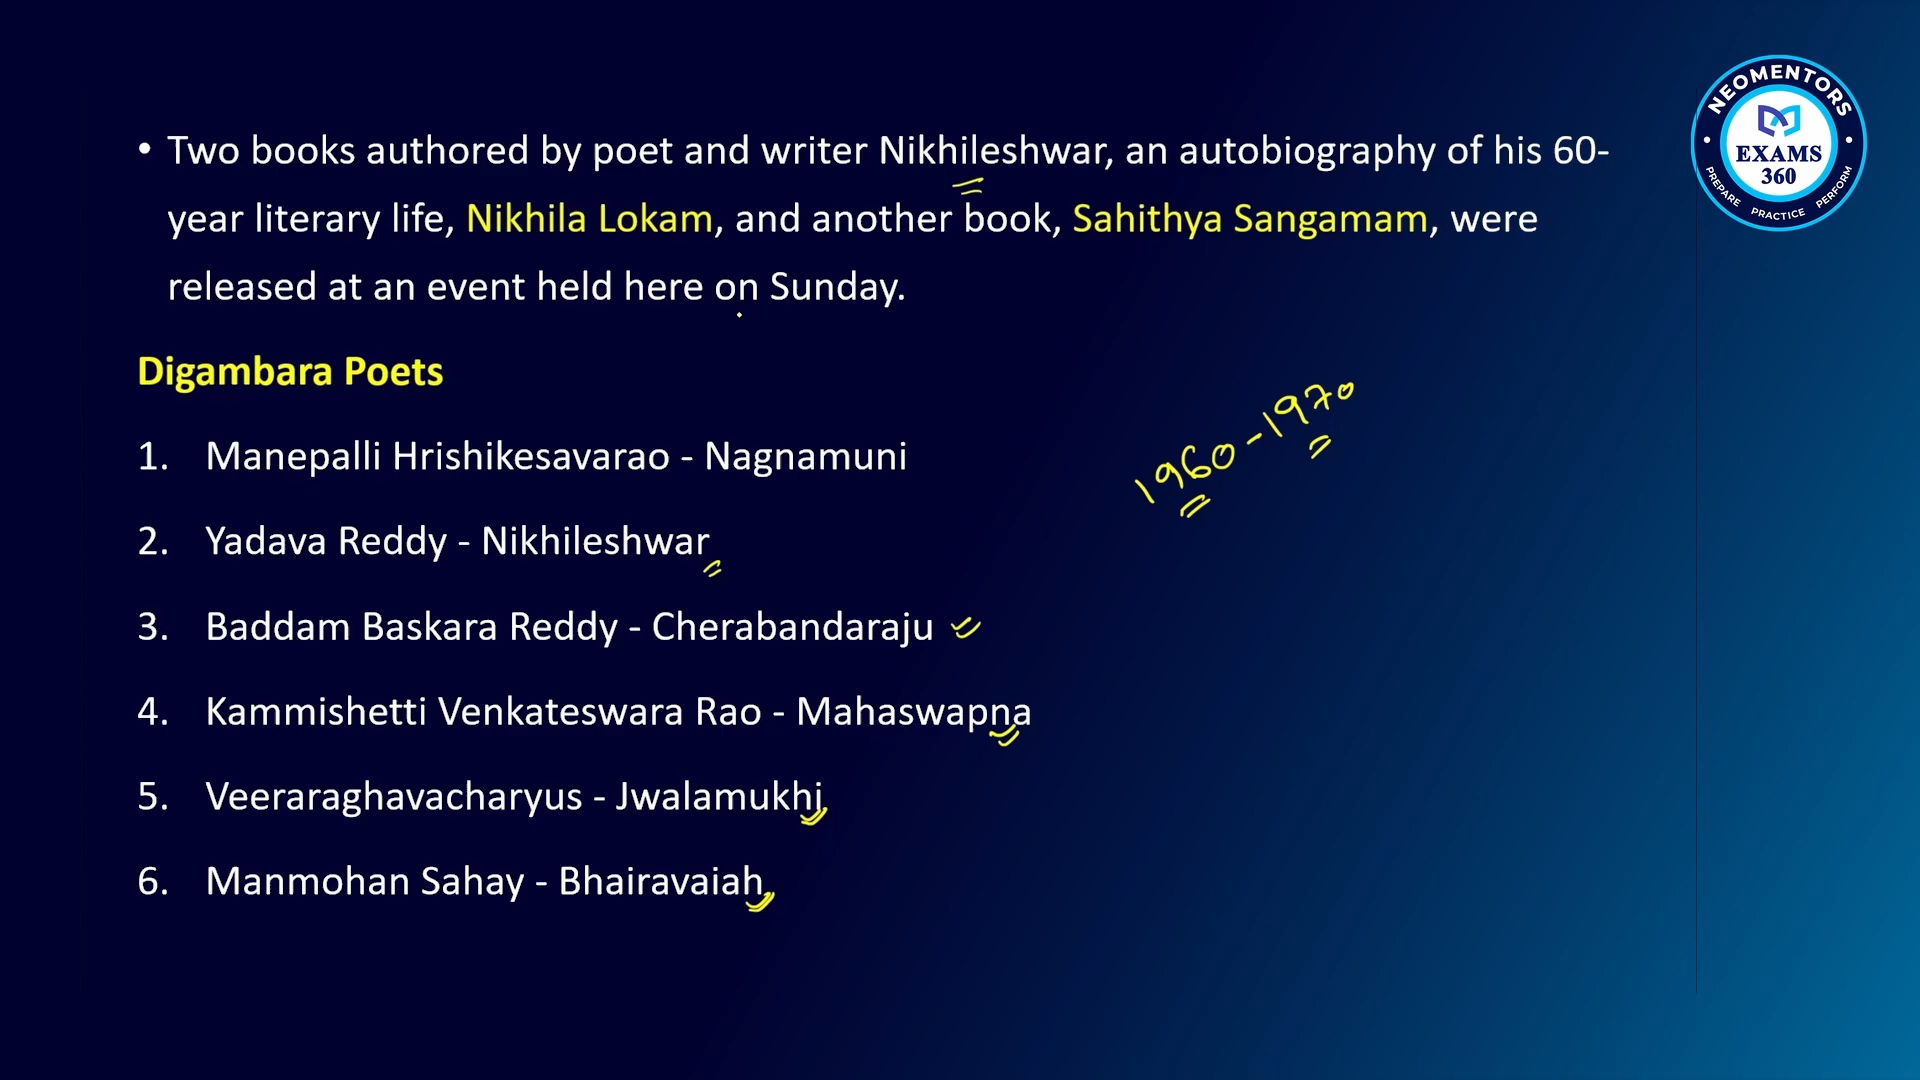 NEOMENTORS
EXAMS
360
PREPARE PRACTICE PERFORM
• Two books authored by poet and writer Nikhileshwar, an autobiography of his 60-
year literary life, Nikhila Lokam, and another book, Sahithya Sangamam, were
released at an event held here on Sunday.
Digambara Poets
1960-1970
1. Manepalli Hrishikesavarao - Nagnamuni
2. Yadava Reddy - Nikhileshwar
3. Baddam Baskara Reddy - Cherabandaraju
4. Kammishetti Venkateswara Rao - Mahaswapna
5. Veeraraghavacharyus - Jwalamukhi
6. Manmohan Sahay - Bhairavaiah